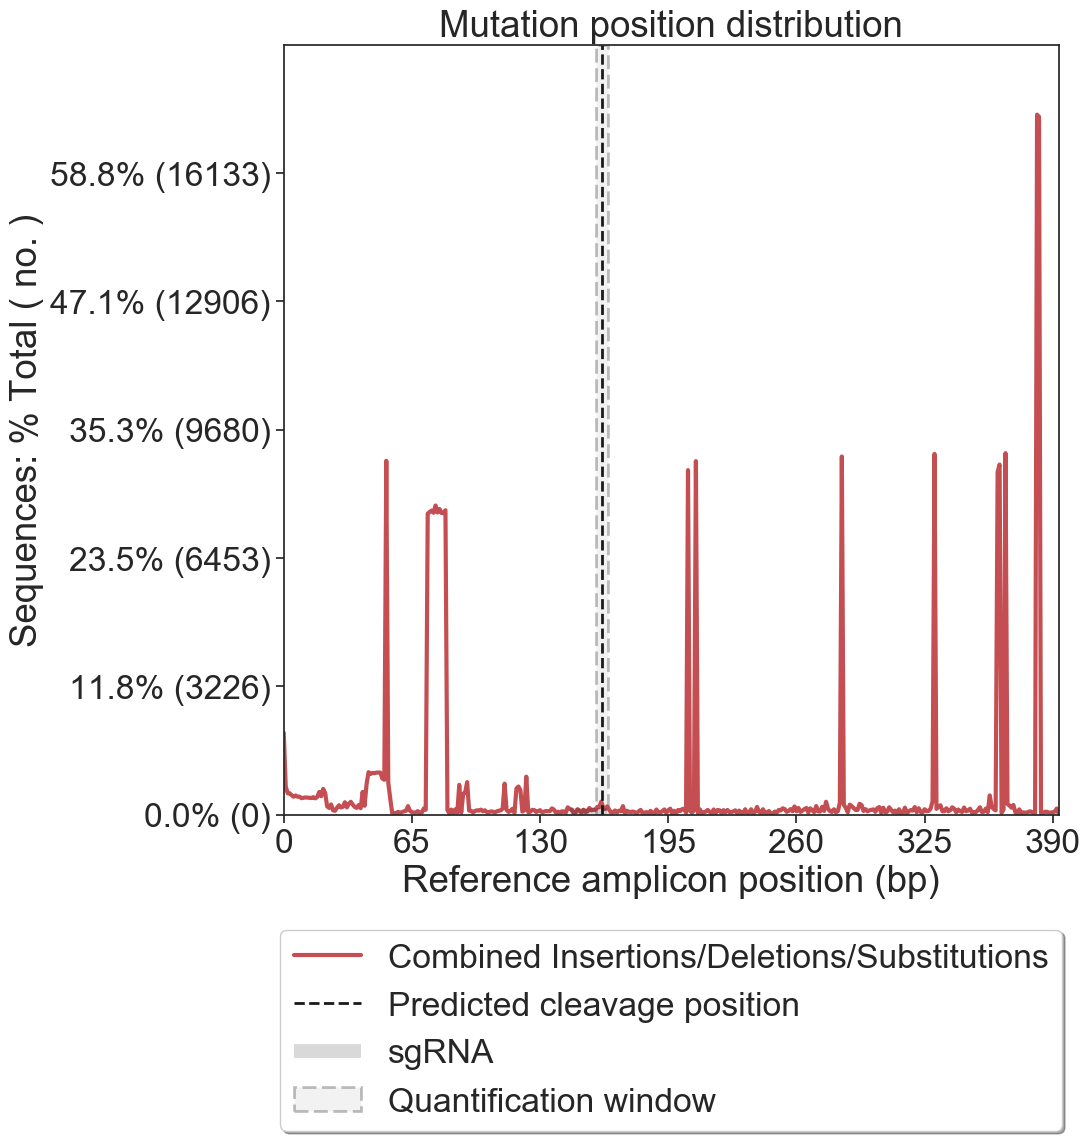 Mutation position distribution
Sequences: % Total ( no. )
58.8% (16133)
47.1% (12906)
35.3% (9680)
23.5% (6453)
11.8% (3226)
0.0% (0)
0 65 130 195 260 325 390
Reference amplicon position (bp)
Combined Insertions/Deletions/Substitutions
Predicted cleavage position
sgRNA
Quantification window